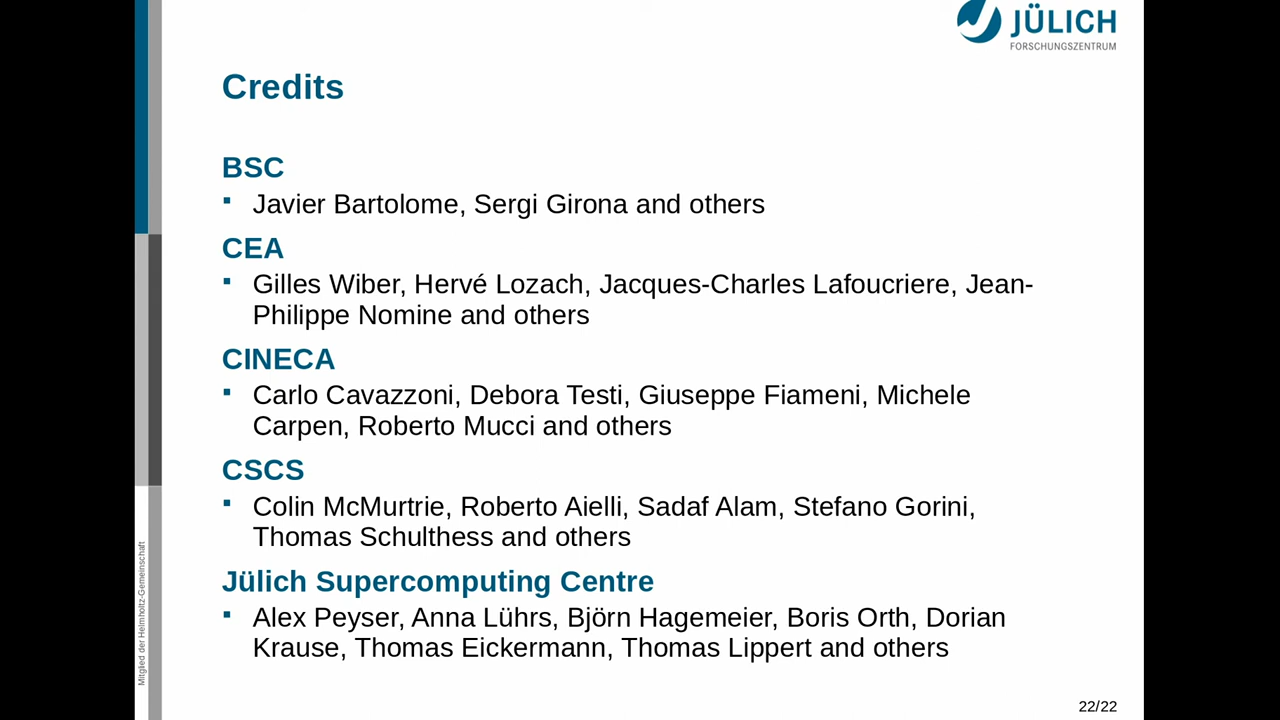 JÜLICH
FORSCHUNGSZENTRUM
Credits
BSC
▪ Javier Bartolome, Sergi Girona and others
CEA
▪ Gilles Wiber, Hervé Lozach, Jacques-Charles Lafoucriere, Jean-
Philippe Nomine and others
CINECA
▪ Carlo Cavazzoni, Debora Testi, Giuseppe Fiameni, Michele
Carpen, Roberto Mucci and others
CSCS
▪ Colin McMurtrie, Roberto Aielli, Sadaf Alam, Stefano Gorini,
Thomas Schulthess and others
Jülich Supercomputing Centre
▪ Alex Peyser, Anna Lührs, Björn Hagemeier, Boris Orth, Dorian
Krause, Thomas Eickermann, Thomas Lippert and others
Mitglied der Helmholtz-Gemeinschaft
22/22